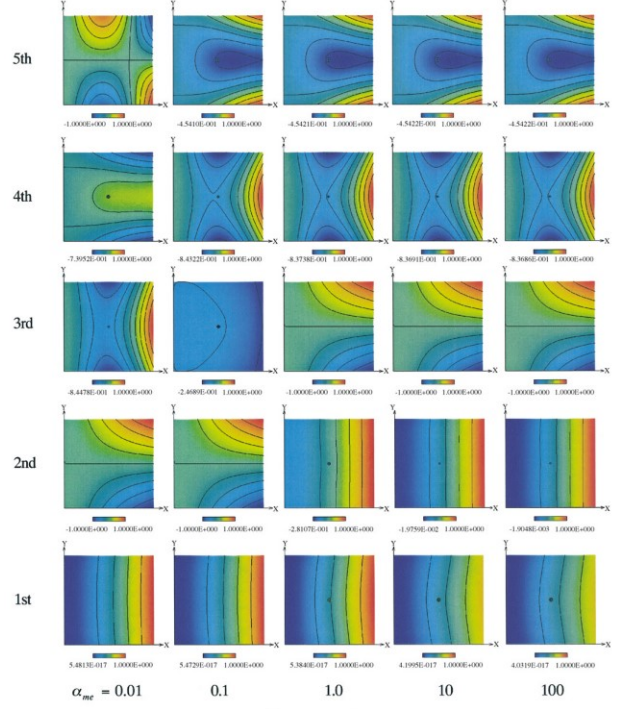 Y Y Y Y Y
5th
X X X X X
-1.0000E+000 1.0000E+000 -4.5410E-001 1.0000E+000 -4.5421E-001 1.0000E+000 -4.5422E-001 1.0000E+000 -4.5422E-001 1.0000E+000
Y Y Y Y Y
4th
X X X X X
-7.3952E-001 1.0000E+000 -8.4322E-001 1.0000E+000 -8.3738E-001 1.0000E+000 -8.3691E-001 1.0000E+000 -8.3686E-001 1.0000E+000
Y Y Y Y Y
3rd
X X X X X
-8.4478E-001 1.0000E+000 -2.4689E-001 1.0000E+000 -1.0000E+000 1.0000E+000 -1.0000E+000 1.0000E+000 -1.0000E+000 1.0000E+000
Y Y Y Y Y
2nd
X X X X X
-1.0000E+000 1.0000E+000 -1.0000E+000 1.0000E+000 -2.8107E-001 1.0000E+000 -1.9759E-002 1.0000E+000 -1.9048E-003 1.0000E+000
Y Y Y Y Y
1st
X X X X X
5.4813E-017 1.0000E+000 5.4729E-017 1.0000E+000 5.3840E-017 1.0000E+000 4.1995E-017 1.0000E+000 4.0319E-017 1.0000E+000
α_me = 0.01 0.1 1.0 10 100